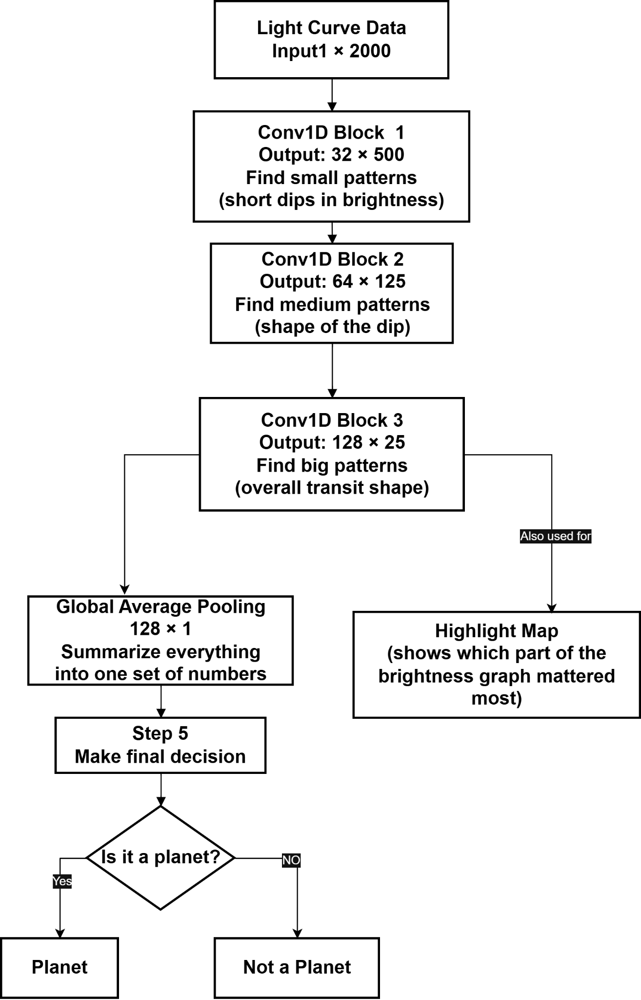 Light Curve Data
Input1 × 2000
Conv1D Block  1
Output: 32 × 500
Find small patterns
(short dips in brightness)
Conv1D Block 2
Output: 64 × 125
Find medium patterns
(shape of the dip)
Conv1D Block 3
Output: 128 × 25
Find big patterns
(overall transit shape)
Also used for
Global Average Pooling
128 × 1
Summarize everything
into one set of numbers
Highlight Map
(shows which part of the
brightness graph mattered
most)
Step 5
Make final decision
Is it a planet?
Yes
NO
Planet
Not a Planet